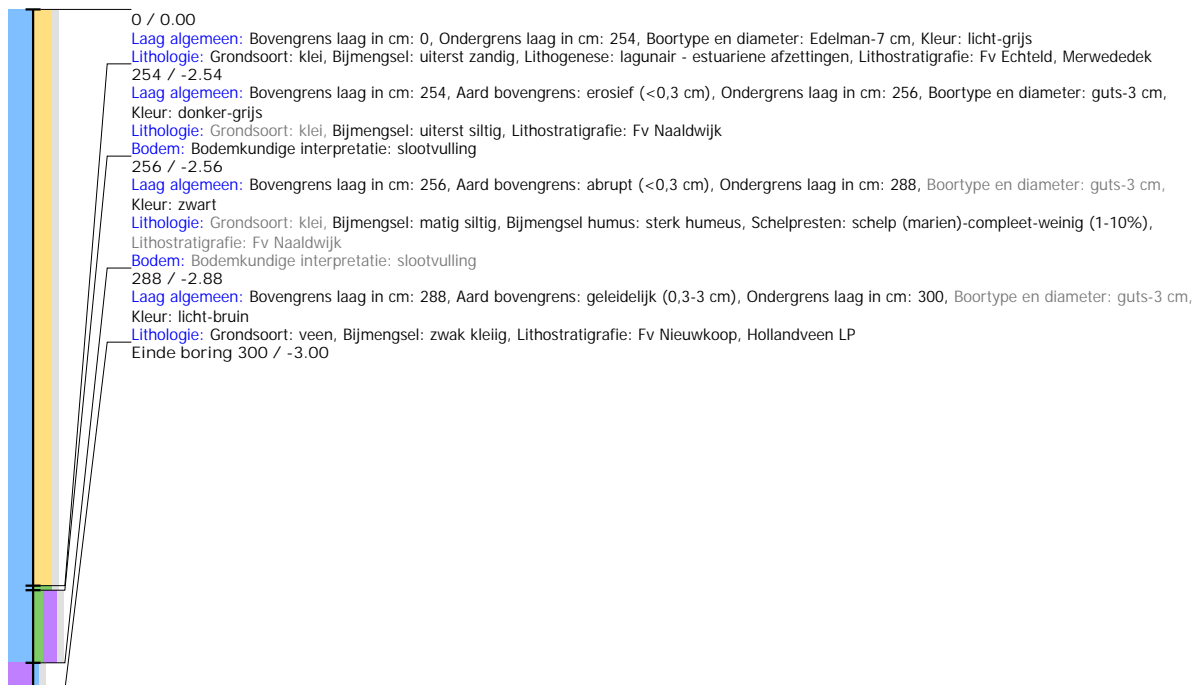 0 / 0.00
Laag algemeen: Bovengrens laag in cm: 0, Ondergrens laag in cm: 254, Boortype en diameter: Edelman-7 cm, Kleur: licht-grijs
Lithologie: Grondsoort: klei, Bijmengsel: uiterst zandig, Lithogenese: lagunair - estuariene afzettingen, Lithostratigrafie: Fv Echteld, Merwededek
254 / -2.54
Laag algemeen: Bovengrens laag in cm: 254, Aard bovengrens: erosief (<0,3 cm), Ondergrens laag in cm: 256, Boortype en diameter: guts-3 cm,
Kleur: donker-grijs
Lithologie: Grondsoort: klei, Bijmengsel: uiterst siltig, Lithostratigrafie: Fv Naaldwijk
Bodem: Bodemkundige interpretatie: slootvulling
256 / -2.56
Laag algemeen: Bovengrens laag in cm: 256, Aard bovengrens: abrupt (<0,3 cm), Ondergrens laag in cm: 288, Boortype en diameter: guts-3 cm,
Kleur: zwart
Lithologie: Grondsoort: klei, Bijmengsel: matig siltig, Bijmengsel humus: sterk humeus, Schelpresten: schelp (marien)-compleet-weinig (1-10%),
Lithostratigrafie: Fv Naaldwijk
Bodem: Bodemkundige interpretatie: slootvulling
288 / -2.88
Laag algemeen: Bovengrens laag in cm: 288, Aard bovengrens: geleidelijk (0,3-3 cm), Ondergrens laag in cm: 300, Boortype en diameter: guts-3 cm,
Kleur: licht-bruin
Lithologie: Grondsoort: veen, Bijmengsel: zwak kleiig, Lithostratigrafie: Fv Nieuwkoop, Hollandveen LP
Einde boring 300 / -3.00